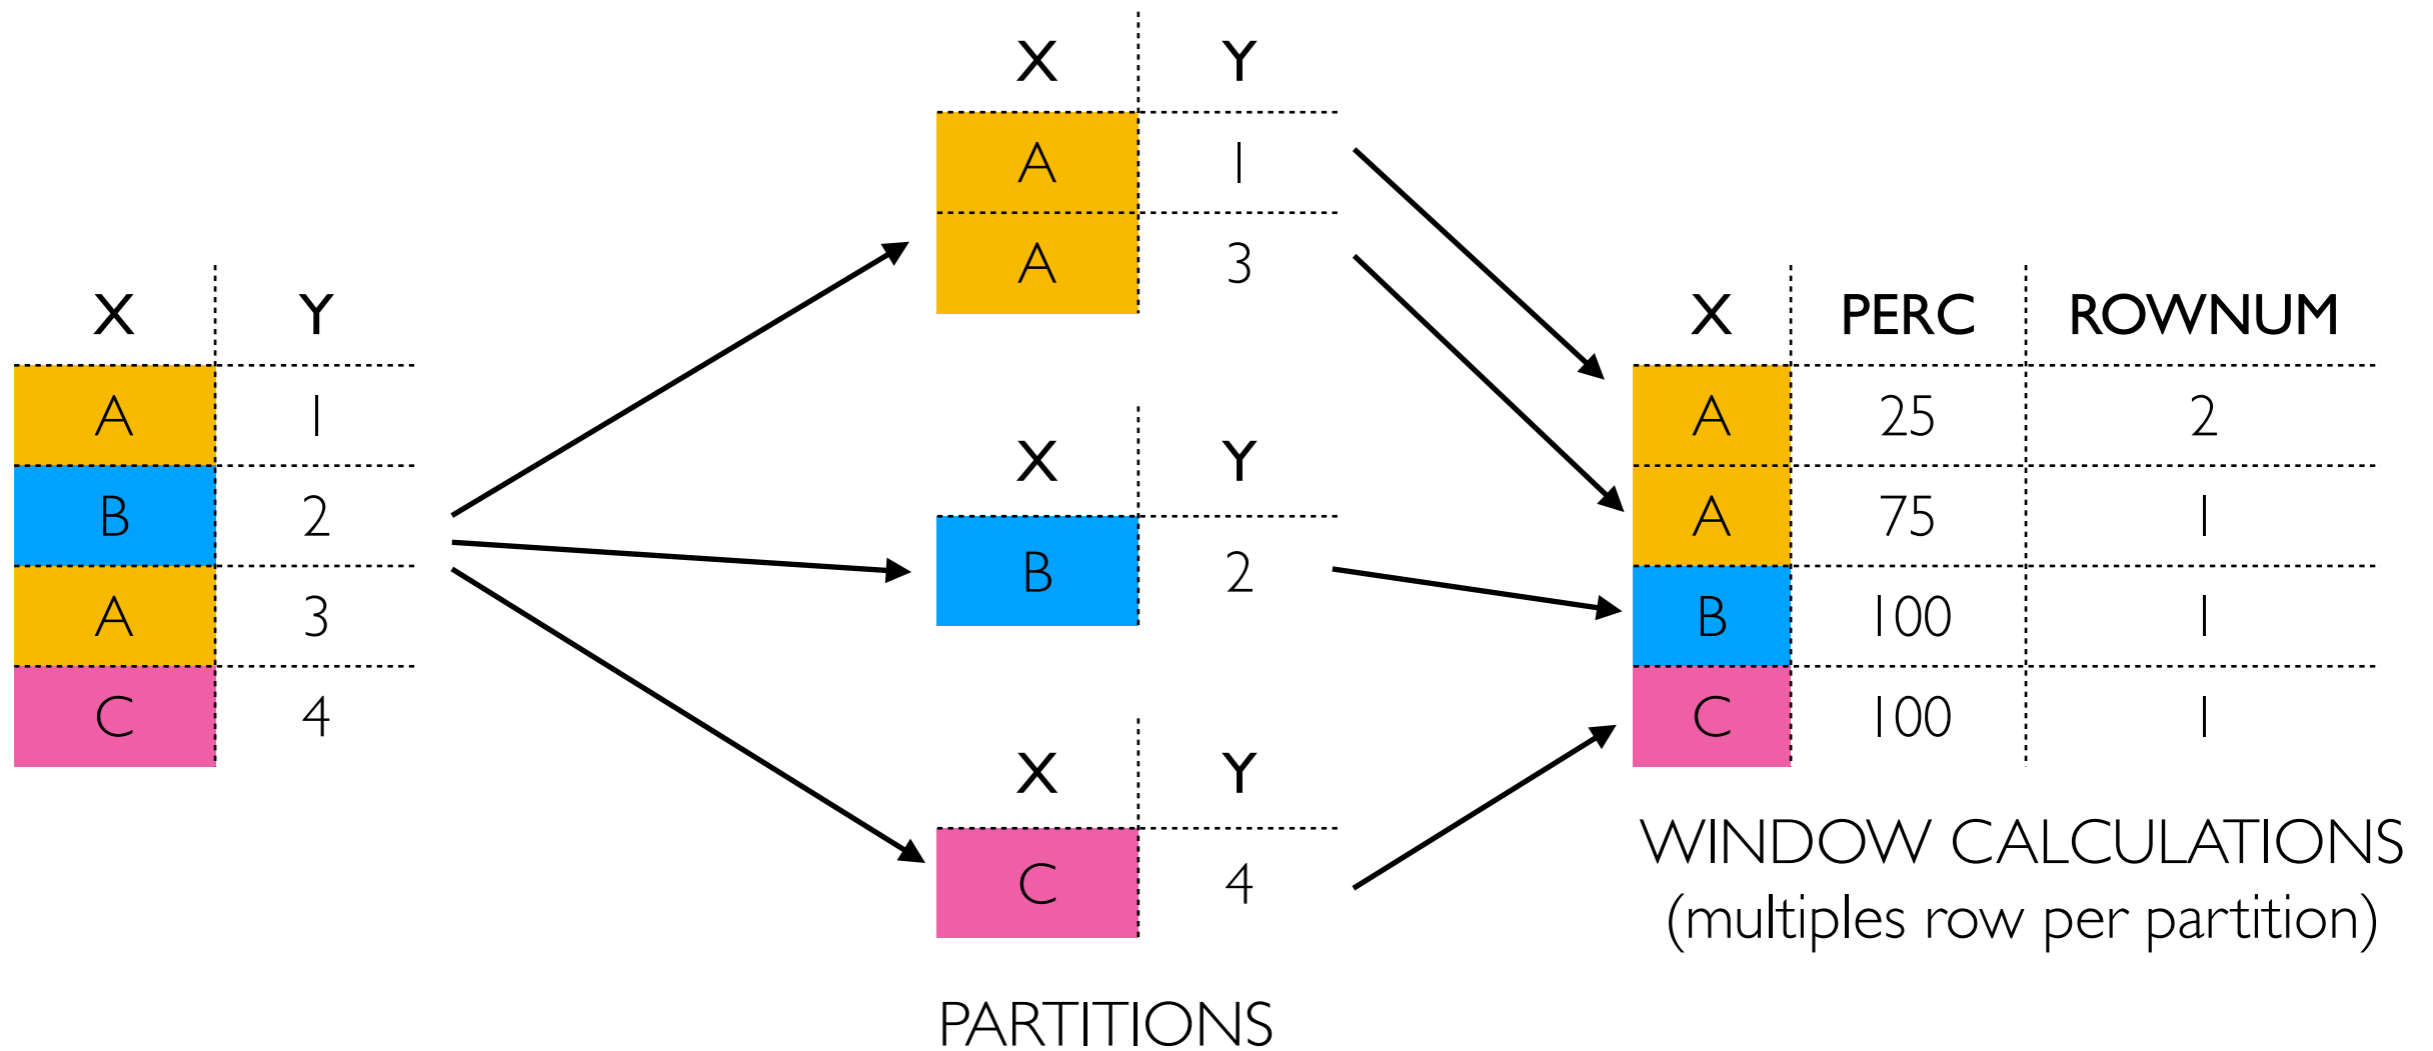 X Y
A 1
B 2
A 3
C 4
X Y
A 1
A 3
X Y
B 2
X Y
C 4
PARTITIONS
X PERC ROWNUM
A 25 2
A 75 1
B 100 1
C 100 1
WINDOW CALCULATIONS
(multiples row per partition)